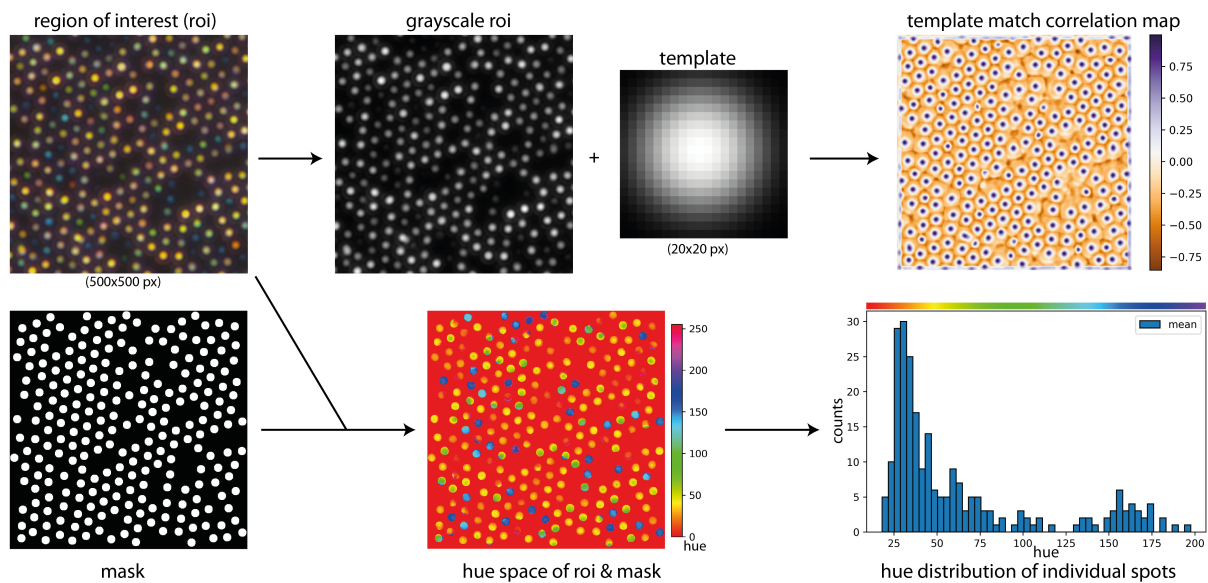 region of interest (roi)
grayscale roi
template match correlation map
template
+
(500x500 px)
(20x20 px)
0.75
0.50
0.25
0.00
−0.25
−0.50
−0.75
250
200
150
100
50
0
hue
mean
counts
30
25
20
15
10
5
0
25 50 75 100 125 150 175 200
hue
mask
hue space of roi & mask
hue distribution of individual spots